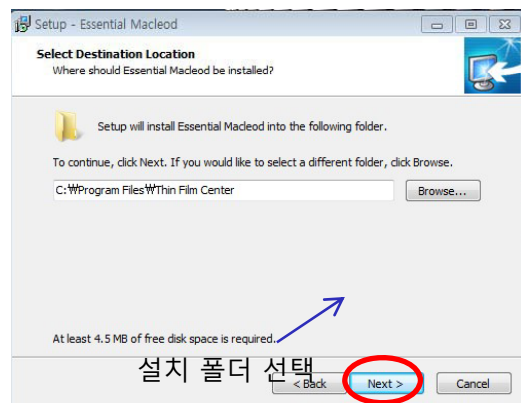 Setup - Essential Macleod
Select Destination Location
Where should Essential Macleod be installed?
Setup will install Essential Macleod into the following folder.
To continue, click Next. If you would like to select a different folder, click Browse.
C:₩Program Files₩Thin Film Center
Browse...
At least 4.5 MB of free disk space is required.
설치 폴더 선택
< Back
Next >
Cancel